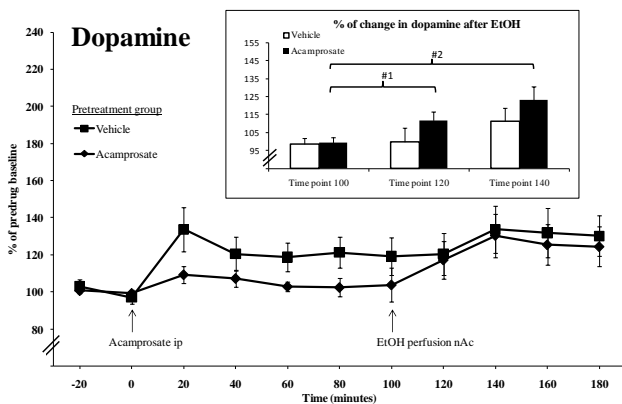 Dopamine
% of change in dopamine after EtOH
Vehicle
Acamprosate
#1
#2
155
145
135
125
115
105
95
Time point 100
Time point 120
Time point 140
Pretreatment group
Vehicle
Acamprosate
% of predrug baseline
240
220
200
180
160
140
120
100
80
Acamprosate ip
EtOH perfusion nAc
-20
0
20
40
60
80
100
120
140
160
180
Time (minutes)